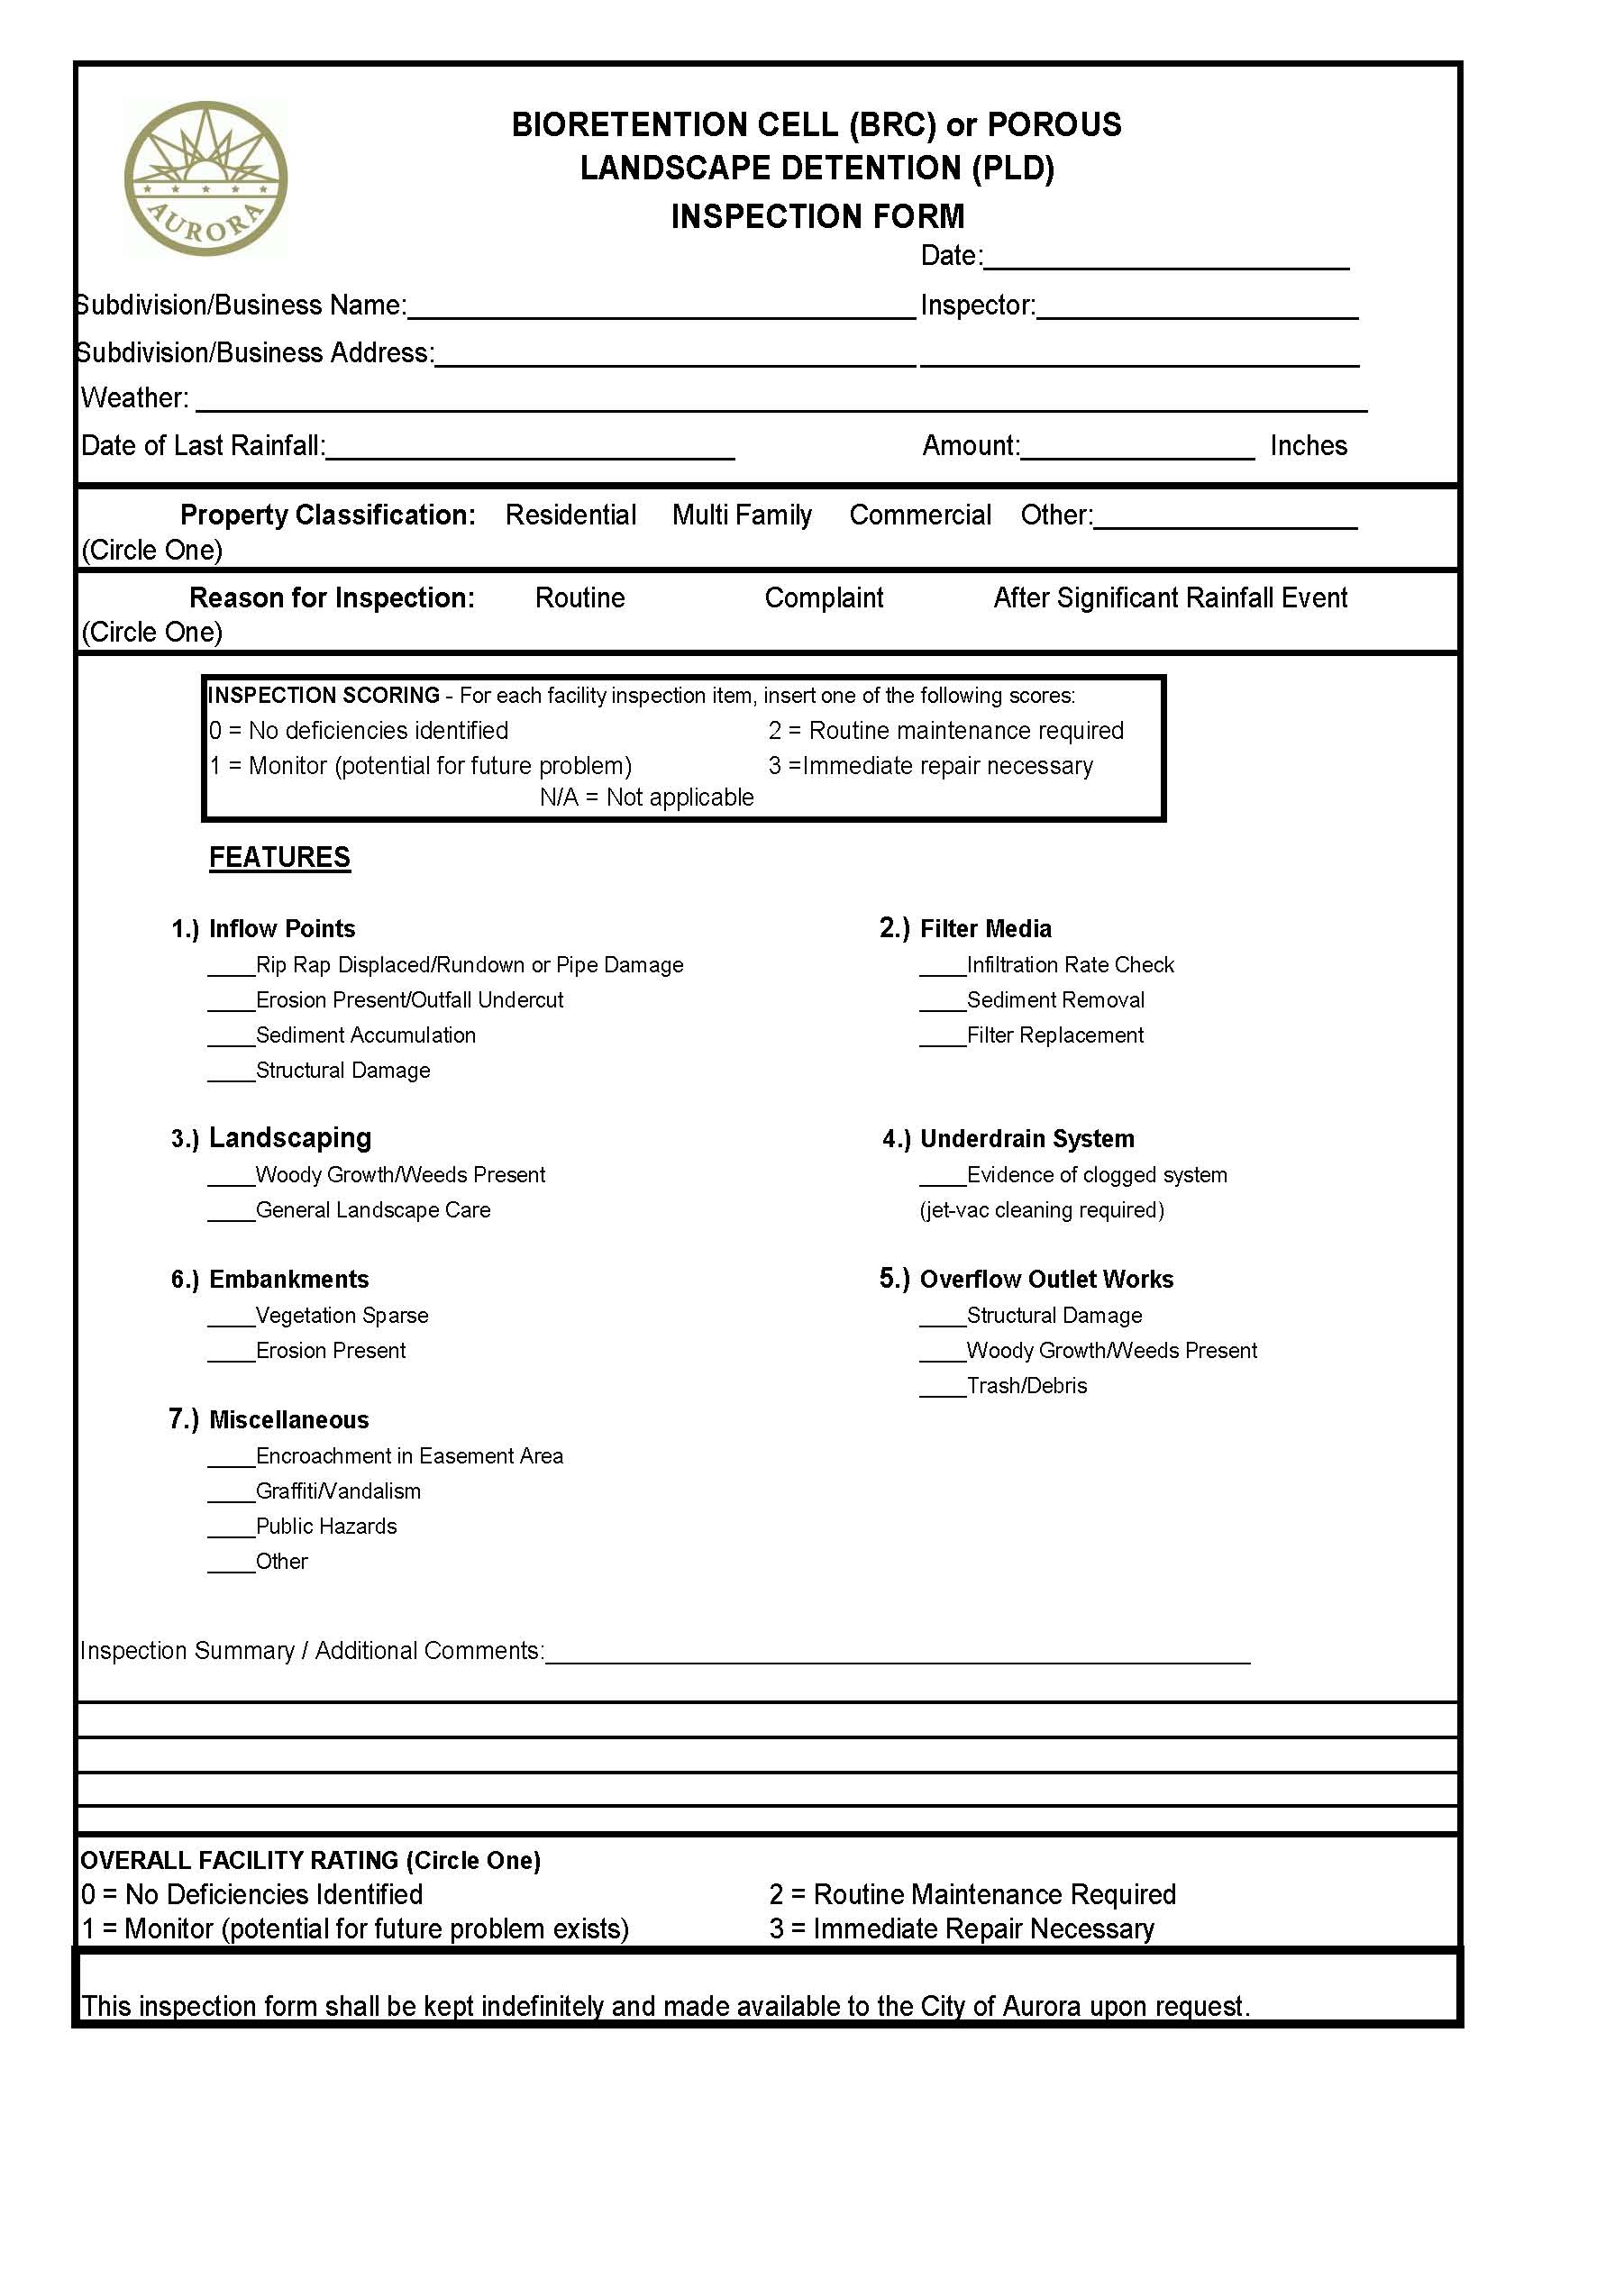 BIORETENTION CELL (BRC) or POROUS
LANDSCAPE DETENTION (PLD)
INSPECTION FORM
AURORA
Date:
Subdivision/Business Name: Inspector:
Subdivision/Business Address:
Weather:
Date of Last Rainfall: Amount: Inches
Property Classification: Residential Multi Family Commercial Other:
(Circle One)
Reason for Inspection: Routine Complaint After Significant Rainfall Event
(Circle One)
INSPECTION SCORING - For each facility inspection item, insert one of the following scores:
0 = No deficiencies identified 2 = Routine maintenance required
1 = Monitor (potential for future problem) 3 =Immediate repair necessary
N/A = Not applicable
FEATURES
1.) Inflow Points 2.) Filter Media
____Rip Rap Displaced/Rundown or Pipe Damage ____Infiltration Rate Check
____Erosion Present/Outfall Undercut ____Sediment Removal
____Sediment Accumulation ____Filter Replacement
____Structural Damage
3.) Landscaping 4.) Underdrain System
____Woody Growth/Weeds Present ____Evidence of clogged system
____General Landscape Care (jet-vac cleaning required)
6.) Embankments 5.) Overflow Outlet Works
____Vegetation Sparse ____Structural Damage
____Erosion Present ____Woody Growth/Weeds Present
____Trash/Debris
7.) Miscellaneous
____Encroachment in Easement Area
____Graffiti/Vandalism
____Public Hazards
____Other
Inspection Summary / Additional Comments:
OVERALL FACILITY RATING (Circle One)
0 = No Deficiencies Identified 2 = Routine Maintenance Required
1 = Monitor (potential for future problem exists) 3 = Immediate Repair Necessary
This inspection form shall be kept indefinitely and made available to the City of Aurora upon request.